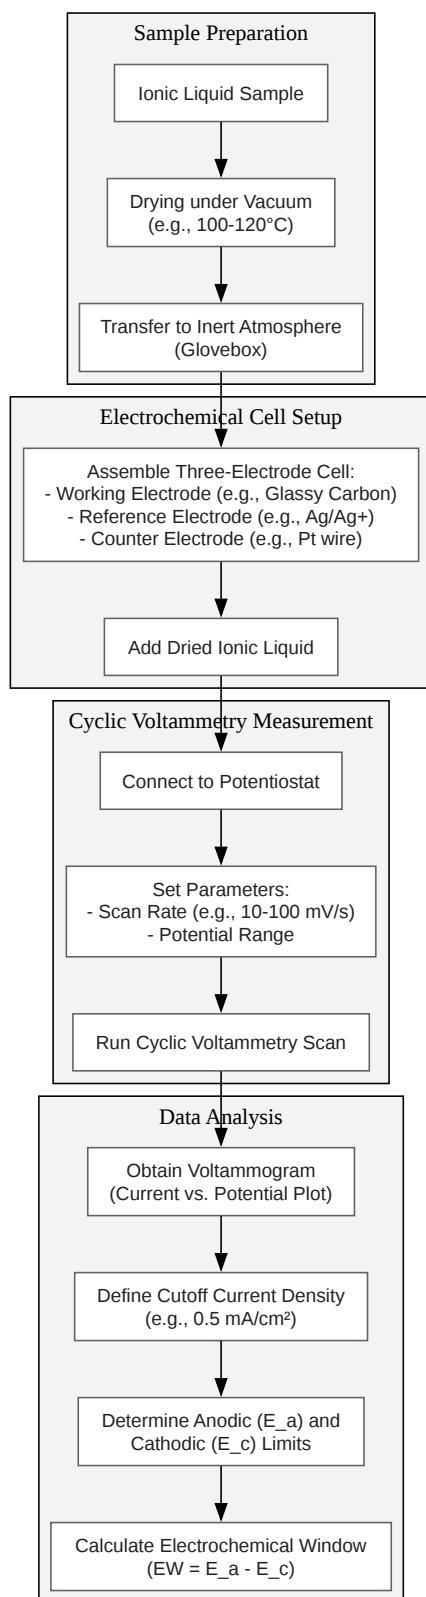 Sample Preparation
Ionic Liquid Sample
Drying under Vacuum
(e.g., 100-120°C)
Transfer to Inert Atmosphere
(Glovebox)
Electrochemical Cell Setup
Assemble Three-Electrode Cell:
- Working Electrode (e.g., Glassy Carbon)
- Reference Electrode (e.g., Ag/Ag+)
- Counter Electrode (e.g., Pt wire)
Add Dried Ionic Liquid
Cyclic Voltammetry Measurement
Connect to Potentiostat
Set Parameters:
- Scan Rate (e.g., 10-100 mV/s)
- Potential Range
Run Cyclic Voltammetry Scan
Data Analysis
Obtain Voltammogram
(Current vs. Potential Plot)
Define Cutoff Current Density
(e.g., 0.5 mA/cm²)
Determine Anodic (E_a) and
Cathodic (E_c) Limits
Calculate Electrochemical Window
(EW = E_a - E_c)